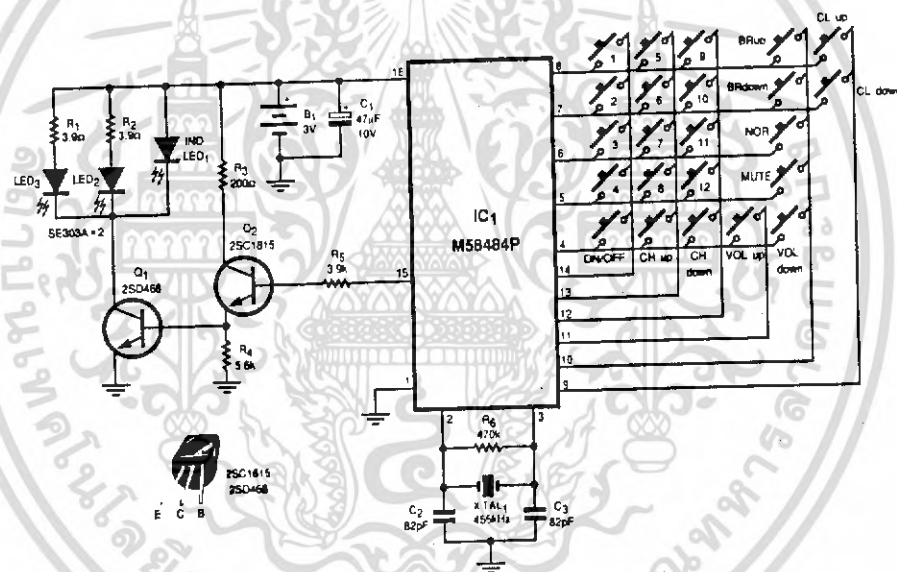 CL up
BRup
1
5
9
8
16
BRdown
CL down
R1
3.9Ω
R2
3.9Ω
IND
LED1
B1
3V
C1
47µF
10V
2
6
10
7
NOR
R3
200Ω
3
7
11
6
LED3
LED2
MUTE
4
8
12
5
SE303A × 2
IC1
M58484P
Q2
2SC1815
R5
3.9k
15
4
ON/OFF
CH up
CH down
VOL up
VOL down
14
13
12
11
10
9
Q1
2SD468
R4
5.6k
1
2
3
R6
470k
2SC1815
2SD468
E C B
XTAL1
455kHz
C2
82pF
C3
82pF